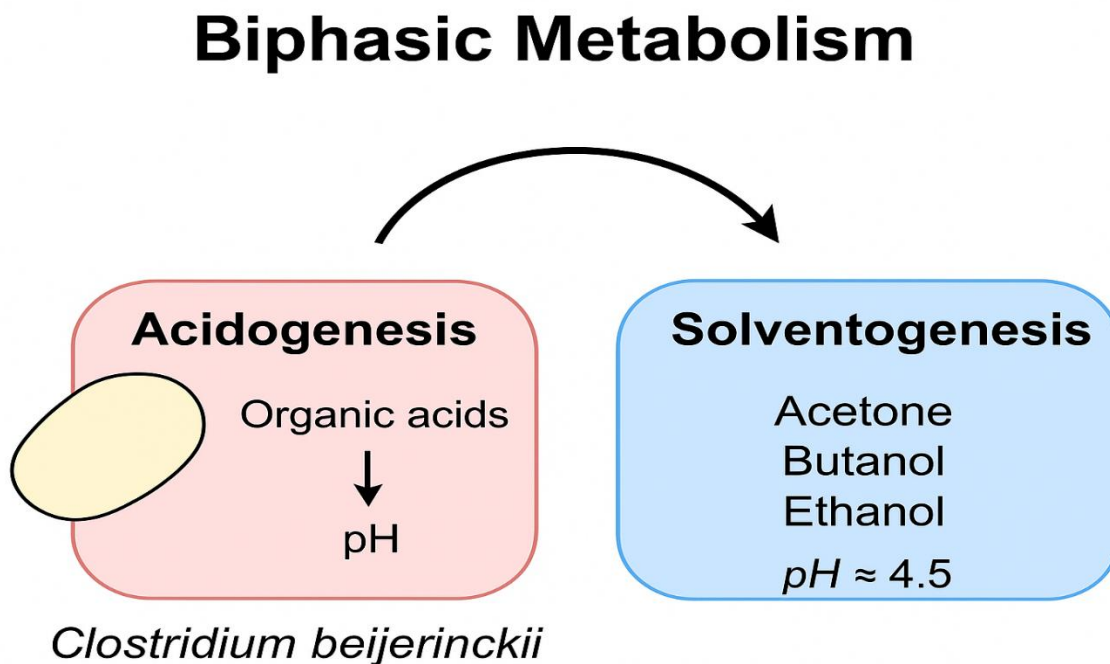 Biphasic Metabolism
Acidogenesis
Organic acids
pH
Clostridium beijerinckii
Solventogenesis
Acetone
Butanol
Ethanol
pH ≈ 4.5